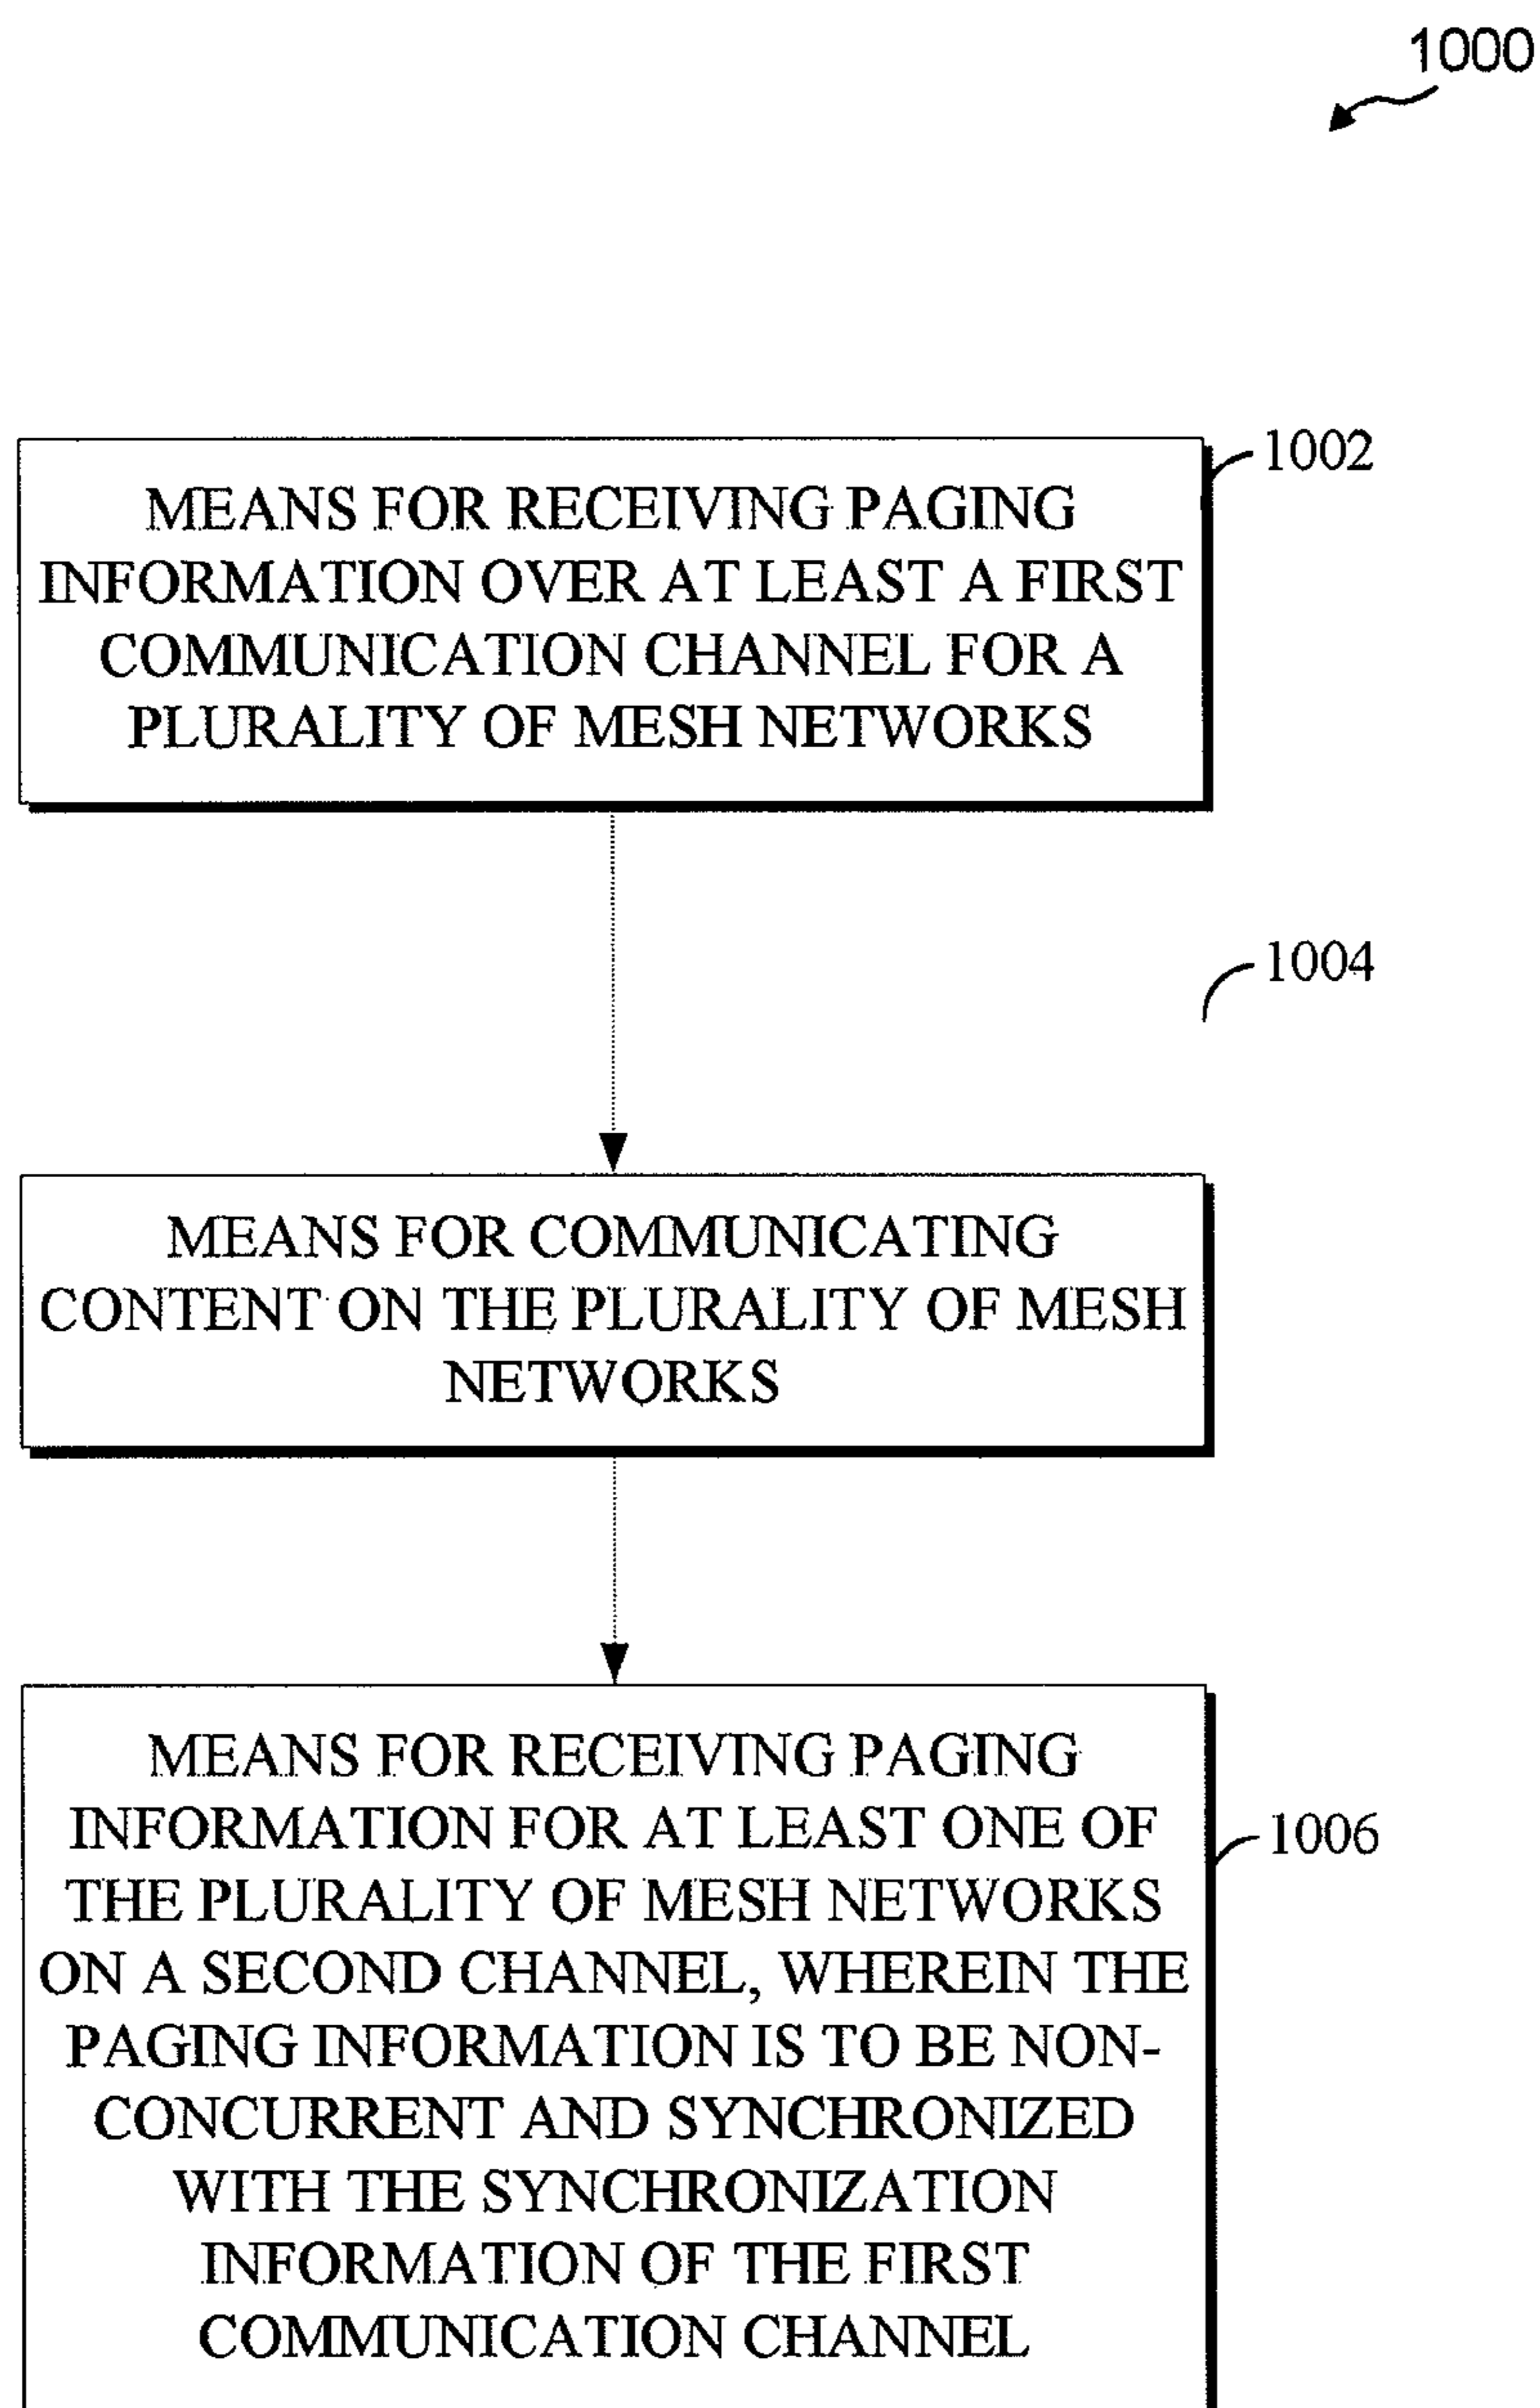 1000
1002
MEANS FOR RECEIVING PAGING
INFORMATION OVER AT LEAST A FIRST
COMMUNICATION CHANNEL FOR A
PLURALITY OF MESH NETWORKS
1004
MEANS FOR COMMUNICATING
CONTENT ON THE PLURALITY OF MESH
NETWORKS
MEANS FOR RECEIVING PAGING
INFORMATION FOR AT LEAST ONE OF
1006
THE PLURALITY OF MESH NETWORKS
ON A SECOND CHANNEL, WHEREIN THE
PAGING INFORMATION IS TO BE NON-
CONCURRENT AND SYNCHRONIZED
WITH THE SYNCHRONIZATION
INFORMATION OF THE FIRST
COMMUNICATION CHANNEL